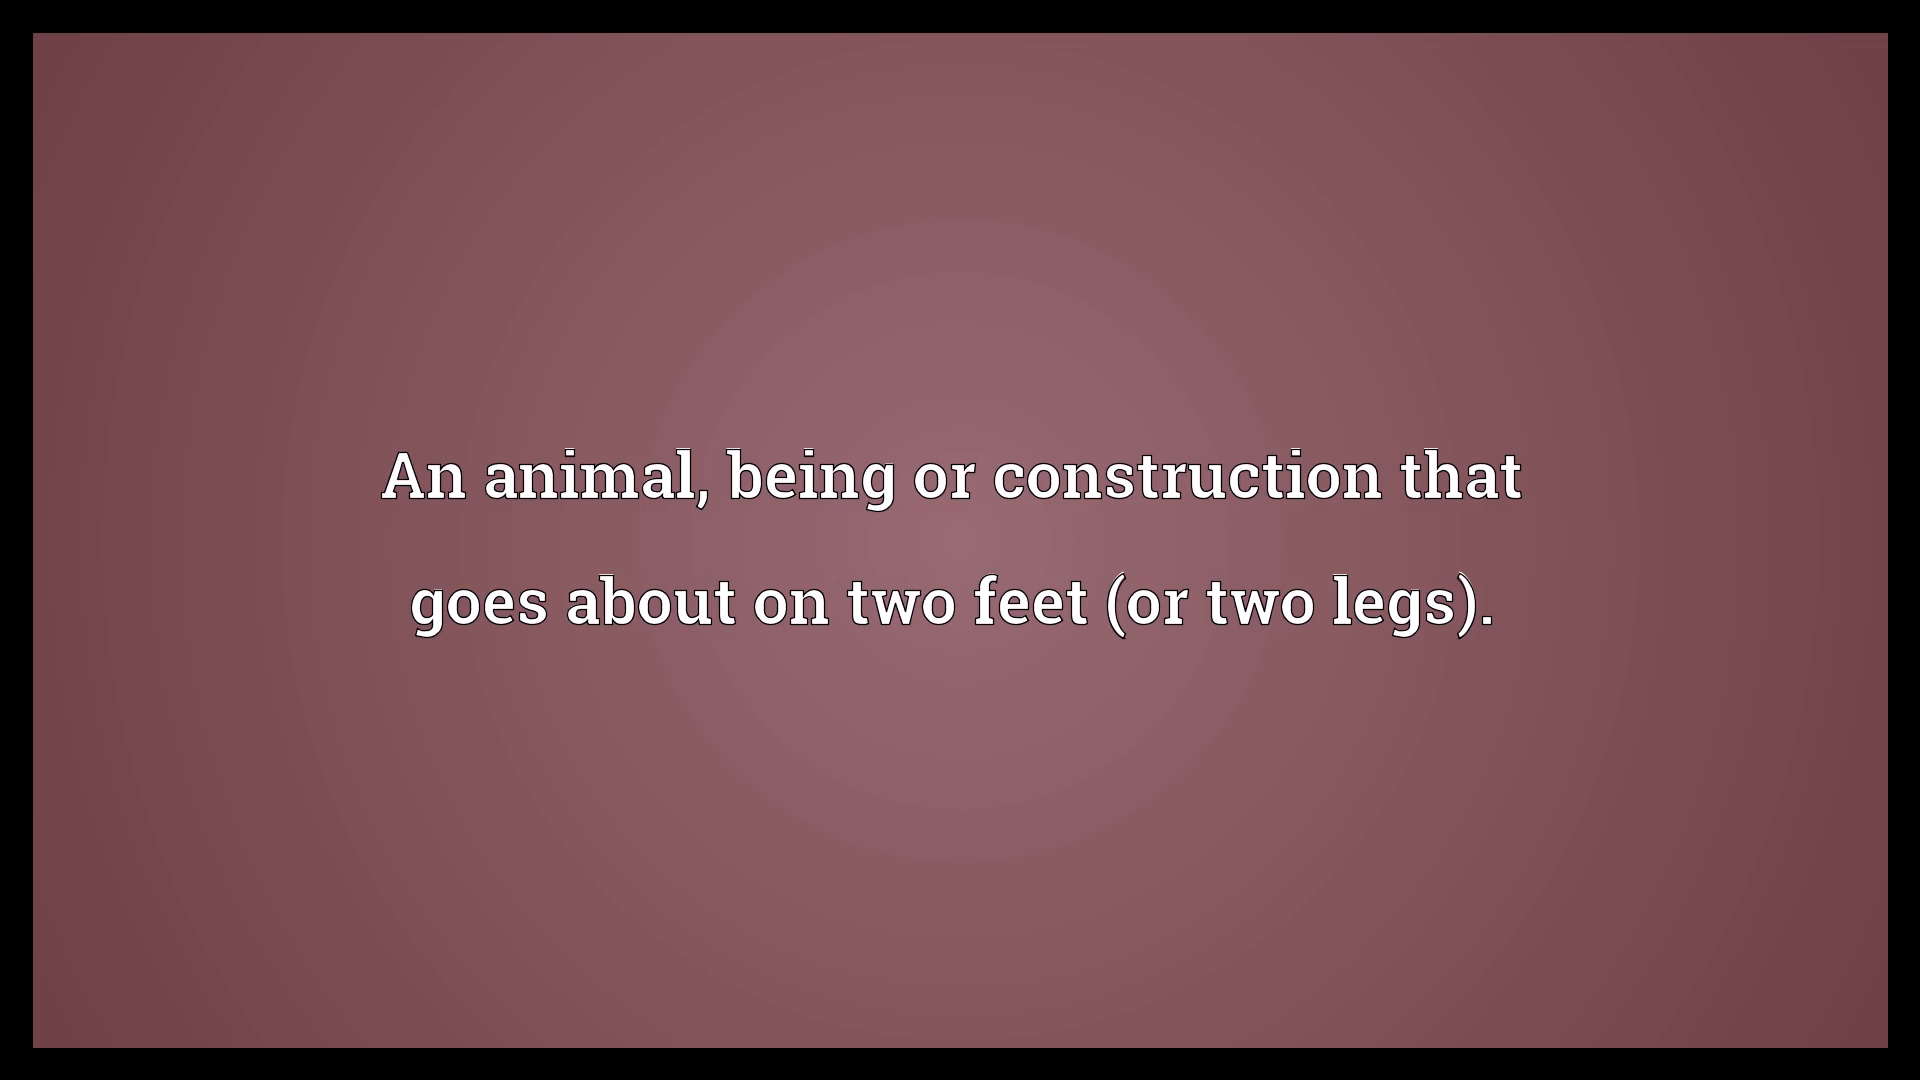 An animal, being or construction that
goes about on two feet (or two legs).